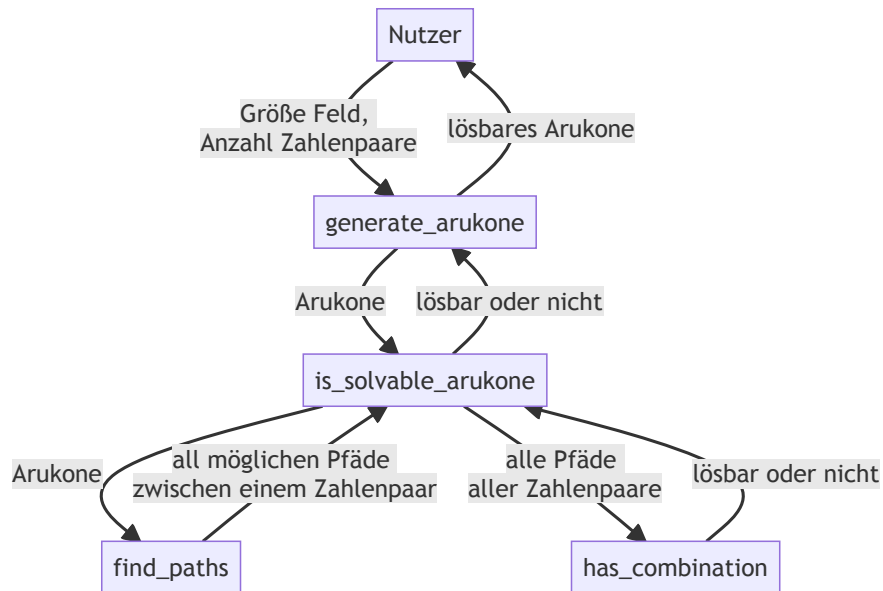 Nutzer
Größe Feld,
Anzahl Zahlenpaare
lösbares Arukone
generate_arukone
Arukone
lösbar oder nicht
is_solvable_arukone
Arukone
all möglichen Pfäde
zwischen einem Zahlenpaar
alle Pfäde
aller Zahlenpaare
lösbar oder nicht
find_paths
has_combination